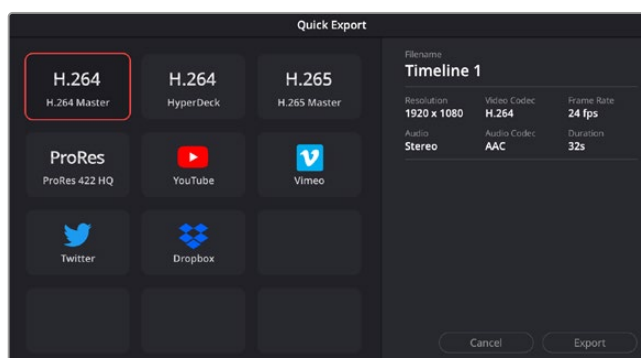 Quick Export
H.264
H.264 Master
H.264
HyperDeck
H.265
H.265 Master
ProRes
ProRes 422 HQ
YouTube
Vimeo
Twitter
Dropbox
Filename
Timeline 1
Resolution Video Codec Frame Rate
1920 x 1080 H.264 24 fps
Audio Audio Codec Duration
Stereo AAC 32s
Cancel Export